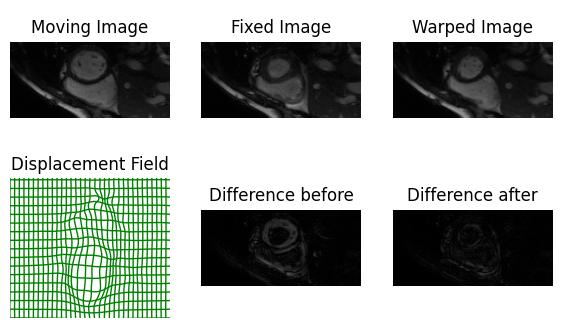 Moving Image
Fixed Image
Warped Image
Displacement Field
Difference before
Difference after